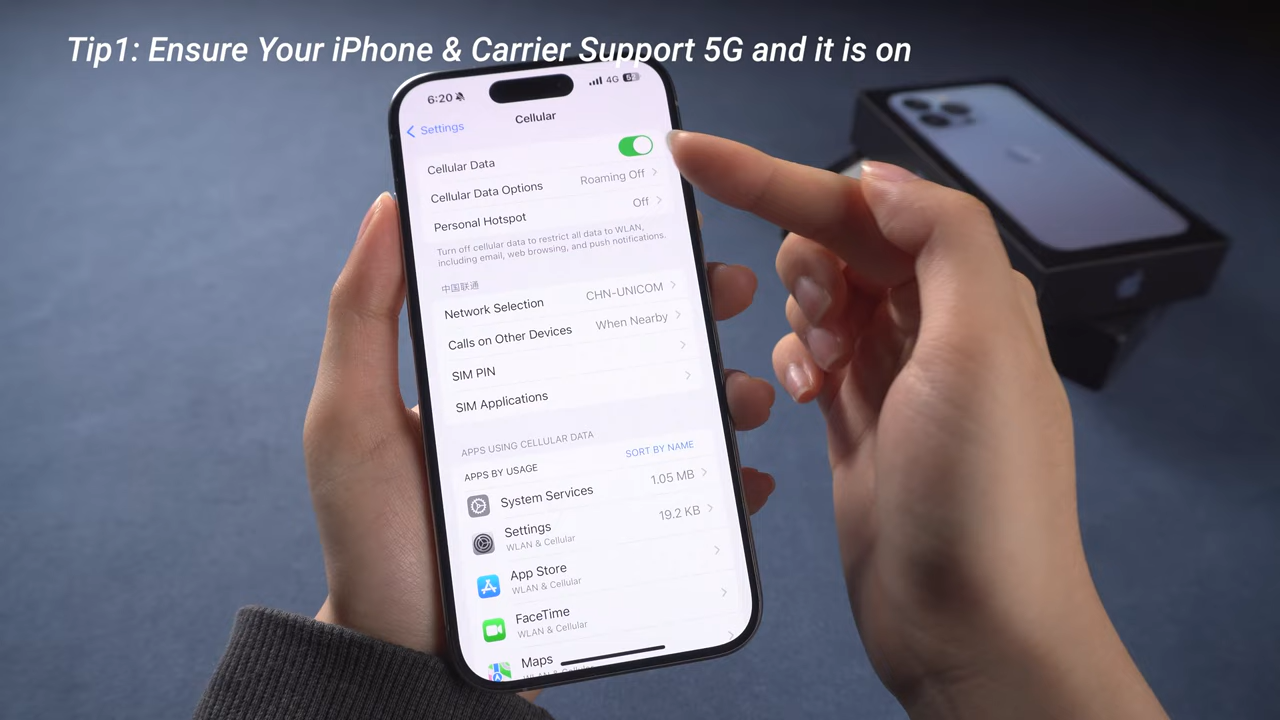 Tip1: Ensure Your iPhone & Carrier Support 5G and it is on
6:20
4G 62
Settings
Cellular
Cellular Data
Cellular Data Options Roaming Off
Personal Hotspot Off
Turn off cellular data to restrict all data to WLAN,
including email, web browsing, and push notifications.
中国联通
Network Selection CHN-UNICOM
Calls on Other Devices When Nearby
SIM PIN
SIM Applications
APPS USING CELLULAR DATA
APPS BY USAGE SORT BY NAME
System Services 1.05 MB
Settings 19.2 KB
WLAN & Cellular
App Store
WLAN & Cellular
FaceTime
WLAN & Cellular
Maps
WLAN & Cellular